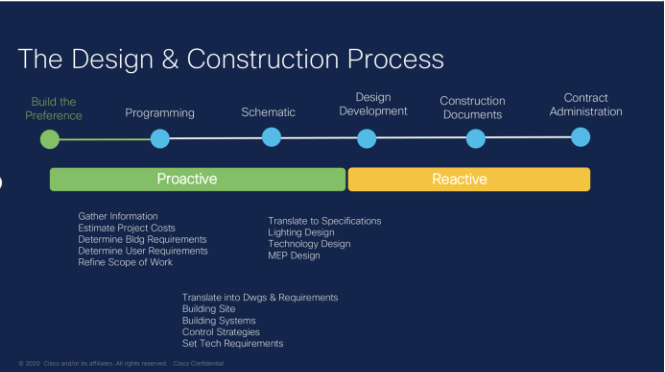 The Design & Construction Process
Build the
Preference
Programming
Schematic
Design
Development
Construction
Documents
Contract
Administration
Proactive
Reactive
Gather Information
Estimate Project Costs
Determine Bldg Requirements
Determine User Requirements
Refine Scope of Work
Translate to Specifications
Lighting Design
Technology Design
MEP Design
Translate into Dwgs & Requirements
Building Site
Building Systems
Control Strategies
Set Tech Requirements
© 2020 Cisco and/or its affiliates. All rights reserved. Cisco Confidential